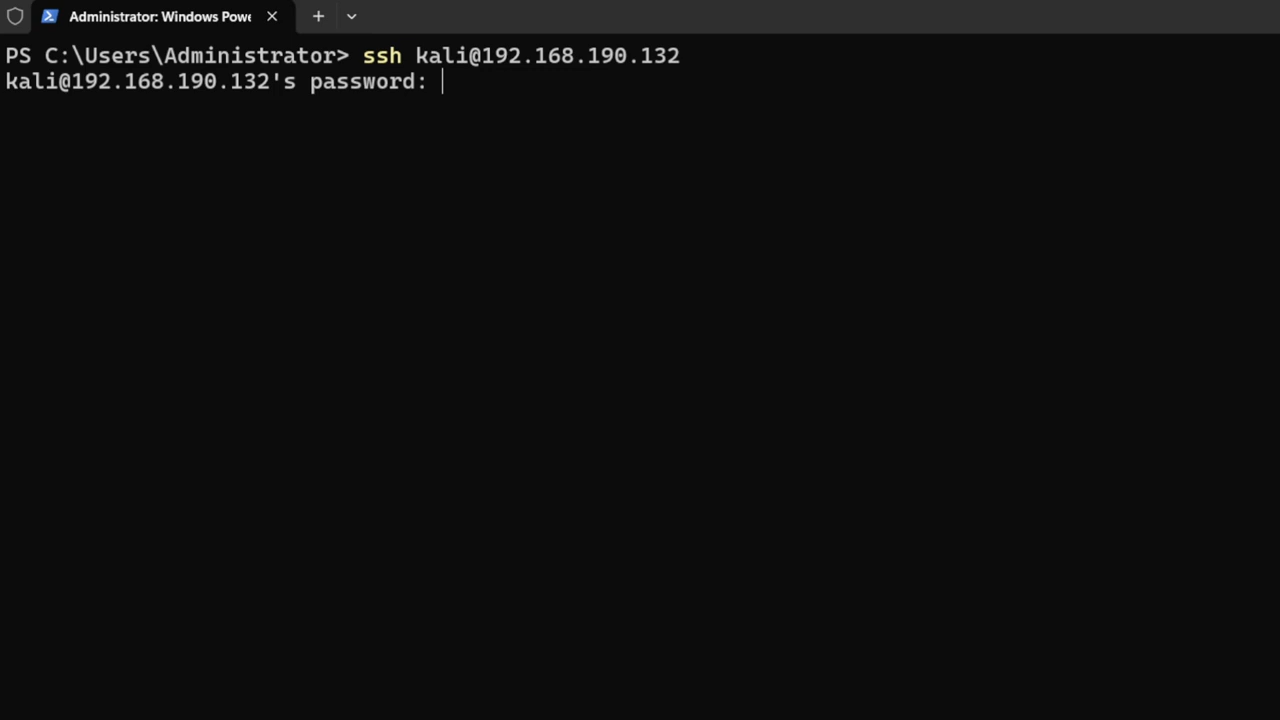 Administrator: Windows Powe
PS C:\Users\Administrator> ssh kali@192.168.190.132
kali@192.168.190.132's password: